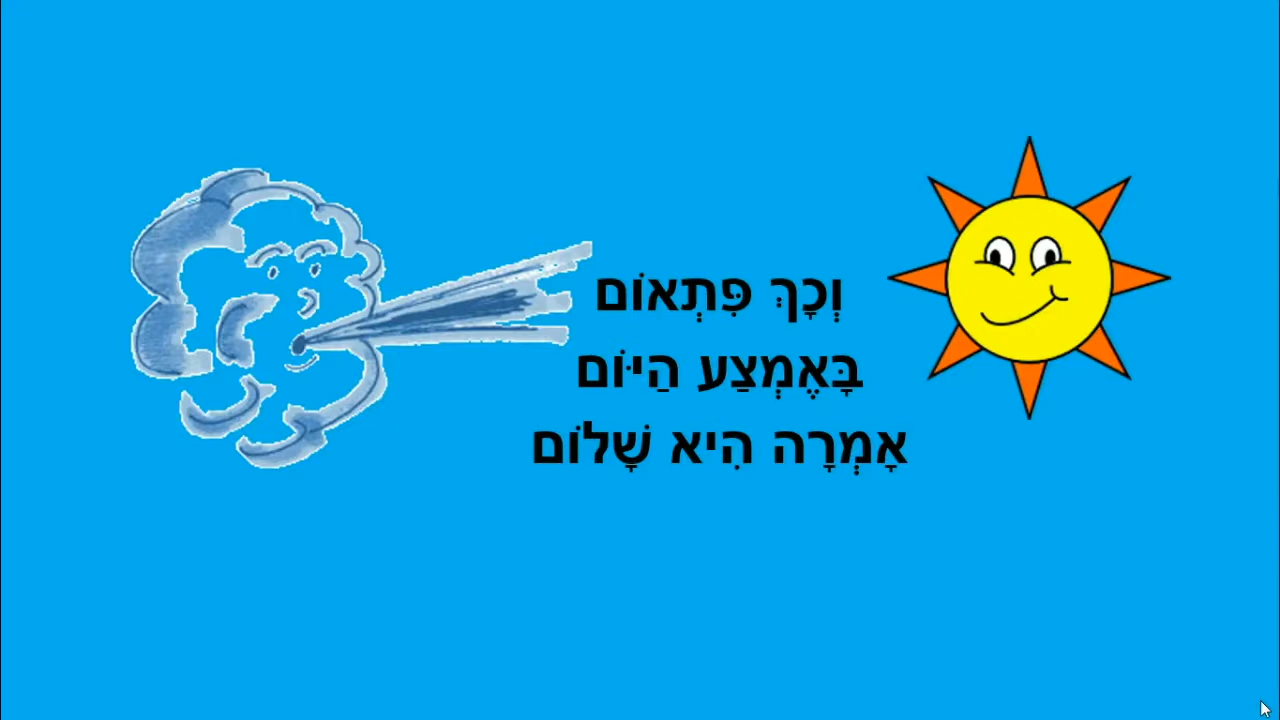 וְכָךְ פִּתְאוֹם
בָּאֶמְצַע הַיּוֹם
אָמְרָה הִיא שָׁלוֹם